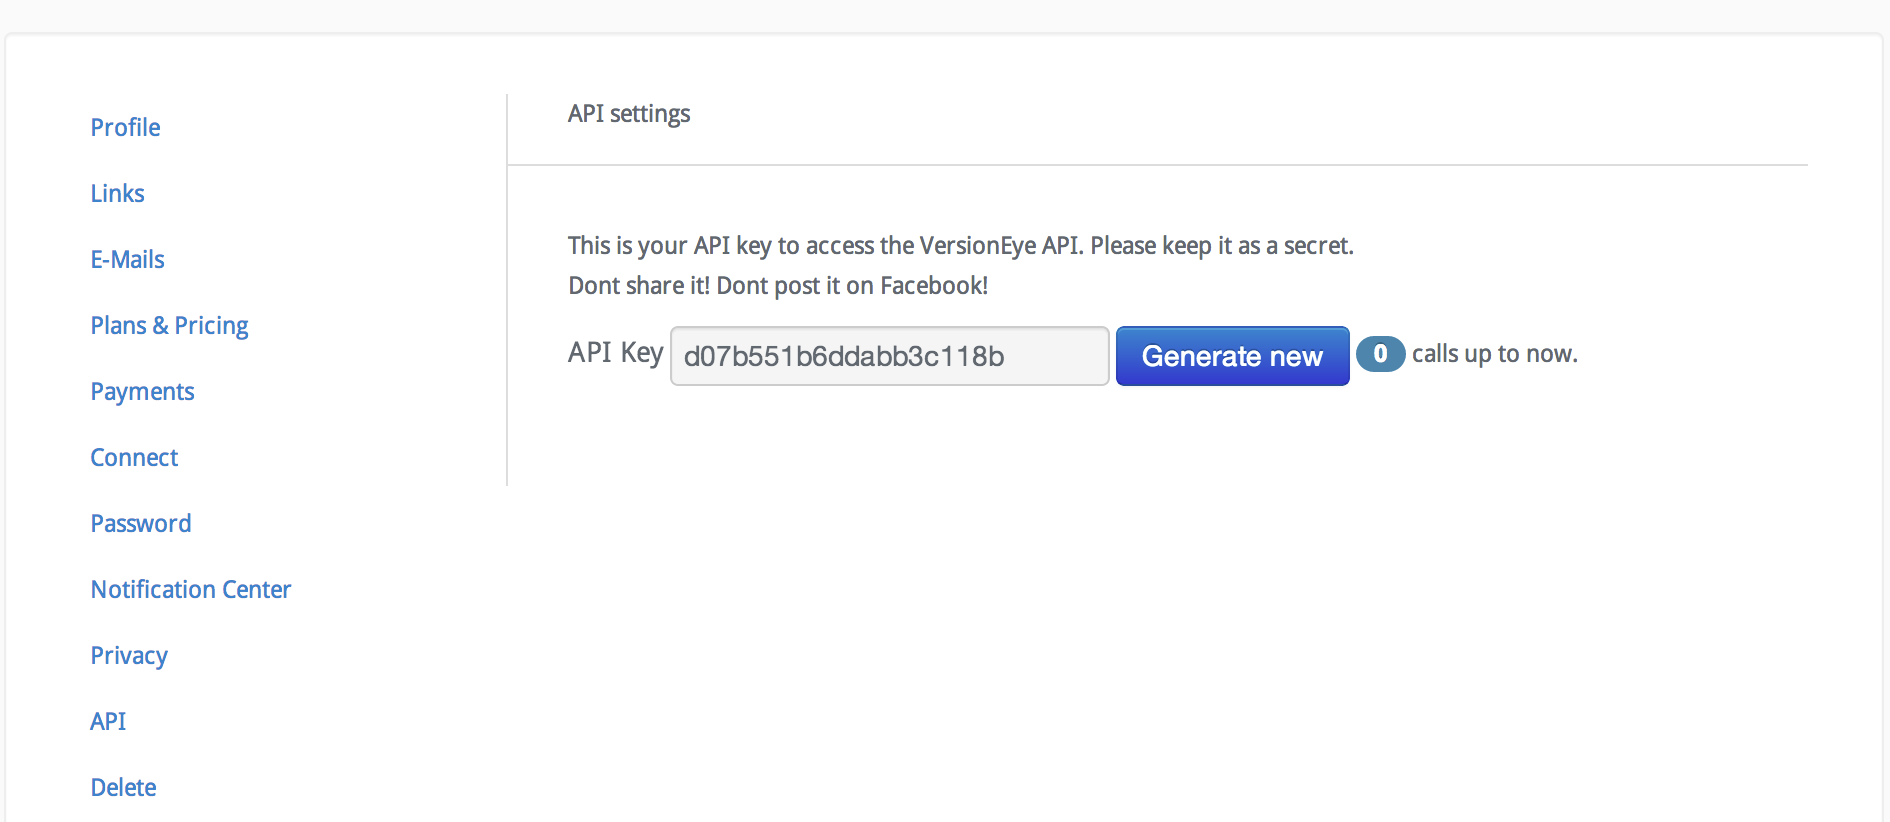 Profile
Links
E-Mails
Plans & Pricing
Payments
Connect
Password
Notification Center
Privacy
API
Delete
API settings
This is your API key to access the VersionEye API. Please keep it as a secret.
Dont share it! Dont post it on Facebook!
API Key d07b551b6ddabb3c118b Generate new 0 calls up to now.